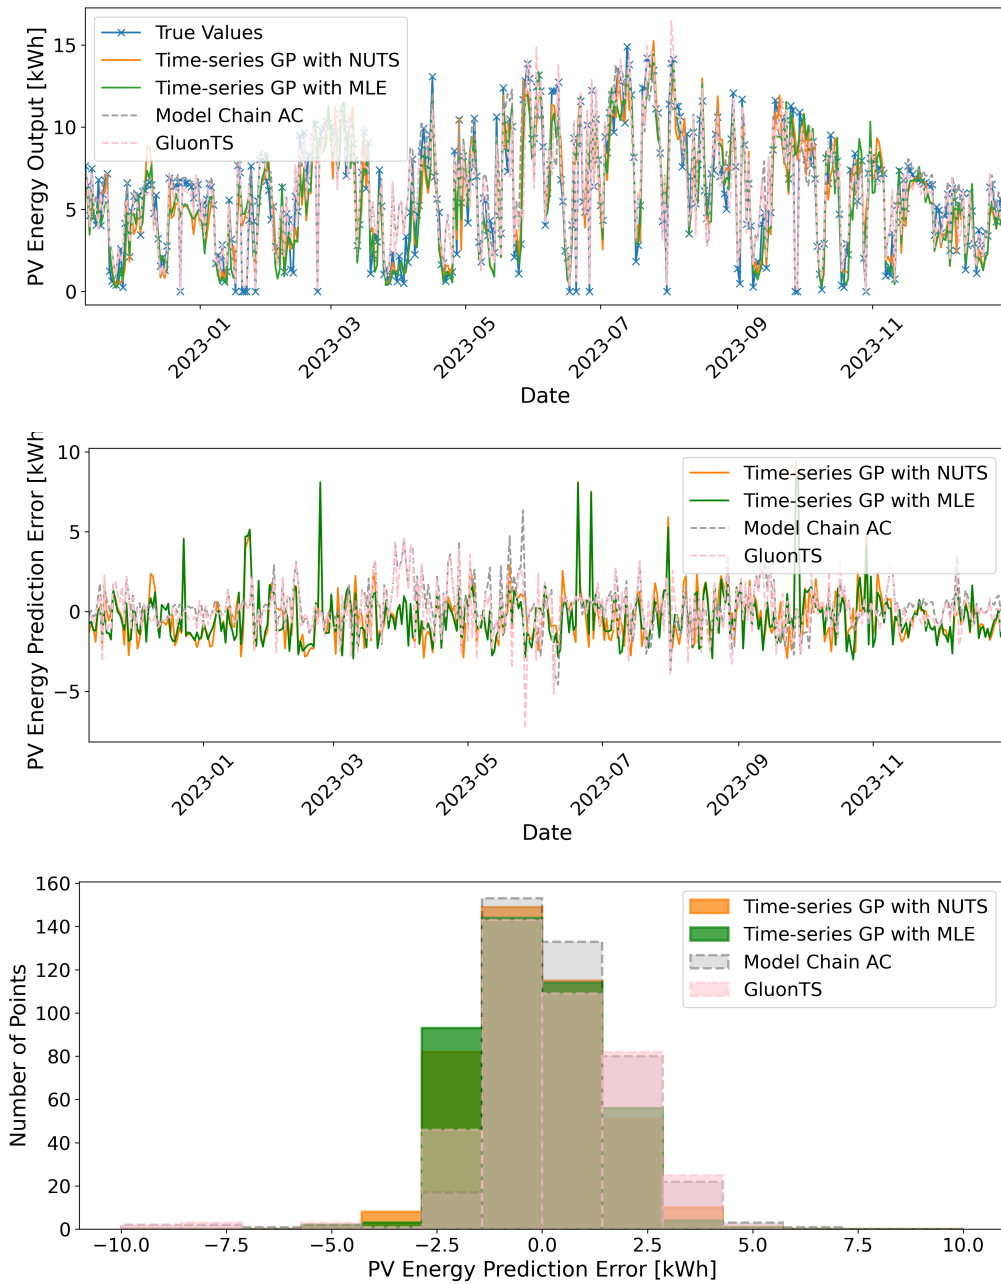 True Values
Time-series GP with NUTS
Time-series GP with MLE
Model Chain AC
GluonTS
PV Energy Output [kWh]
15
10
5
0
2023-01
2023-03
2023-05
2023-07
2023-09
2023-11
Date
PV Energy Prediction Error [kWh
10
5
0
−5
Time-series GP with NUTS
Time-series GP with MLE
Model Chain AC
GluonTS
2023-01
2023-03
2023-05
2023-07
2023-09
2023-11
Date
Number of Points
160
140
120
100
80
60
40
20
0
Time-series GP with NUTS
Time-series GP with MLE
Model Chain AC
GluonTS
−10.0
−7.5
−5.0
−2.5
0.0
2.5
5.0
7.5
10.0
PV Energy Prediction Error [kWh]